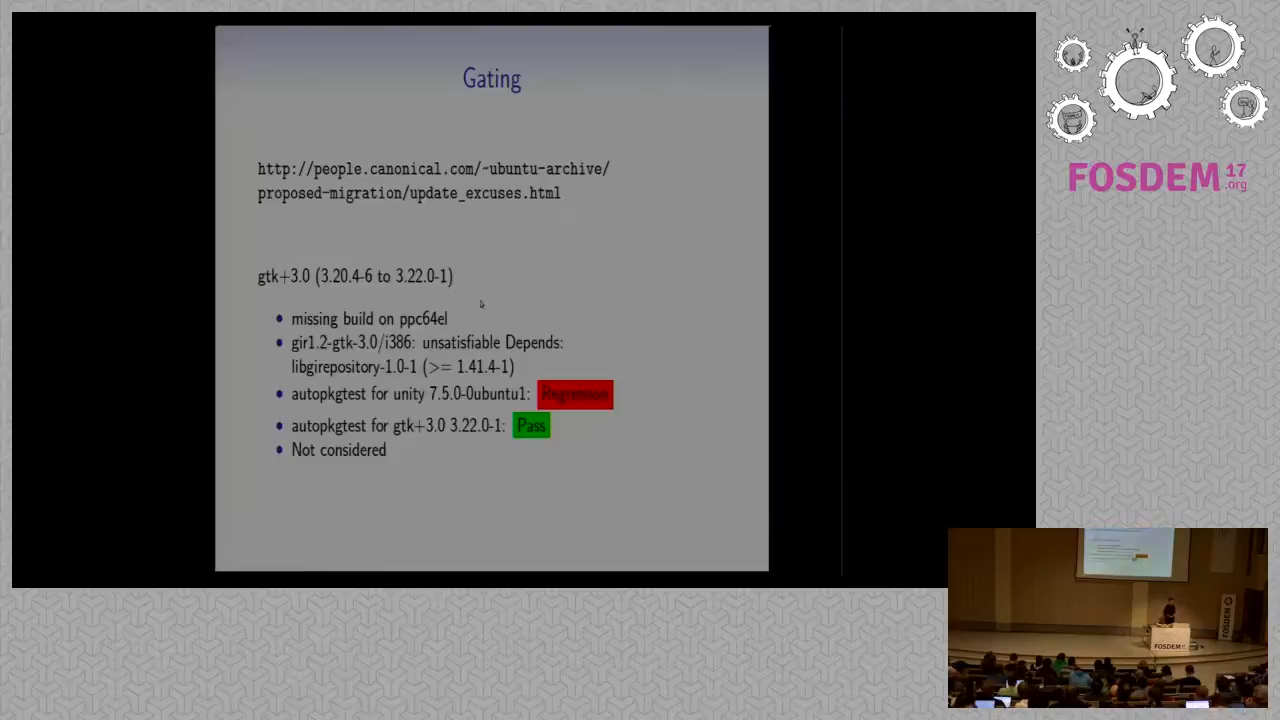 Gating
http://people.canonical.com/~ubuntu-archive/
proposed-migration/update_excuses.html
gtk+3.0 (3.20.4-6 to 3.22.0-1)
missing build on ppc64el
gir1.2-gtk-3.0/i386: unsatisfiable Depends:
libgirepository-1.0-1 (>= 1.41.4-1)
autopkgtest for unity 7.5.0-0ubuntu1: Regression
autopkgtest for gtk+3.0 3.22.0-1: Pass
Not considered
FOSDEM 17
.org
FOSDEM
FOSDEM